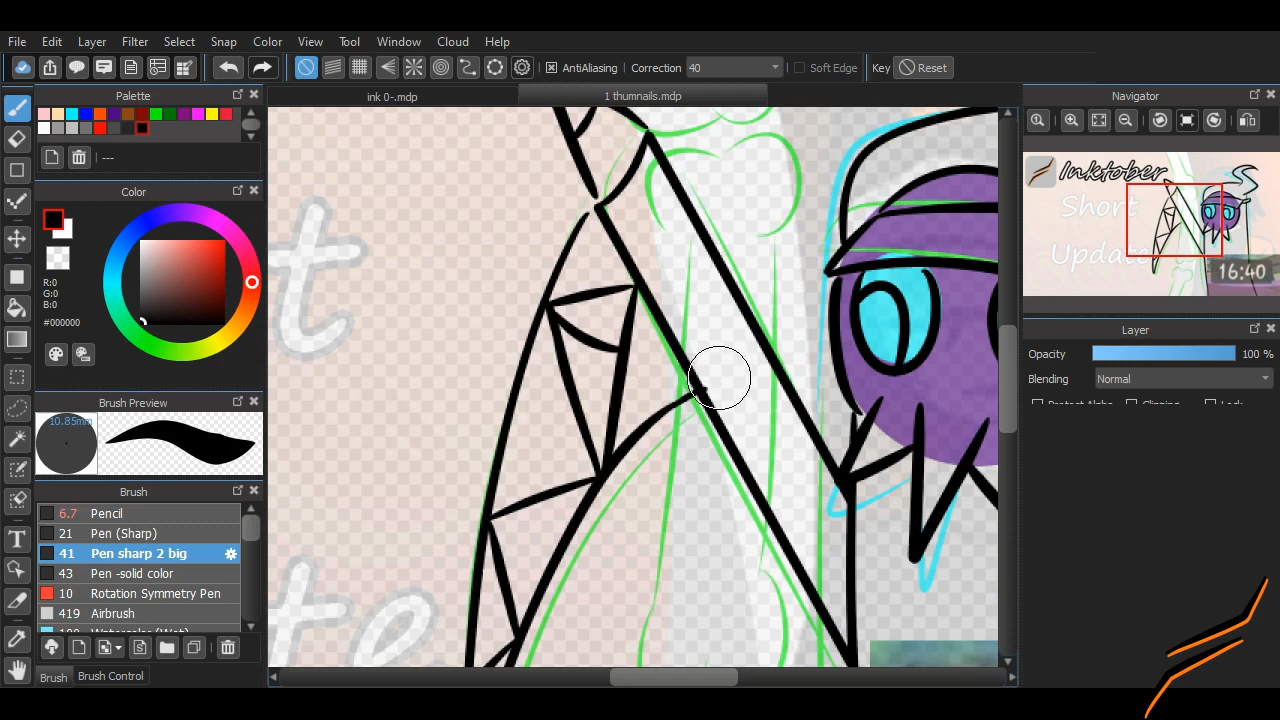 File Edit Layer Filter Select Snap Color View Tool Window Cloud Help
AntiAliasing Correction 40 Soft Edge Key Reset
Palette
ink 0-.mdp 1 thumnails.mdp
---
Color
R:0
G:0
B:0
#000000
Brush Preview
10.85mm
Brush
6.7 Pencil
21 Pen (Sharp)
41 Pen sharp 2 big
43 Pen -solid color
10 Rotation Symmetry Pen
419 Airbrush
Brush Brush Control
t
te
Navigator
Inktober
Short
Update
16:40
Layer
Opacity 100 %
Blending Normal